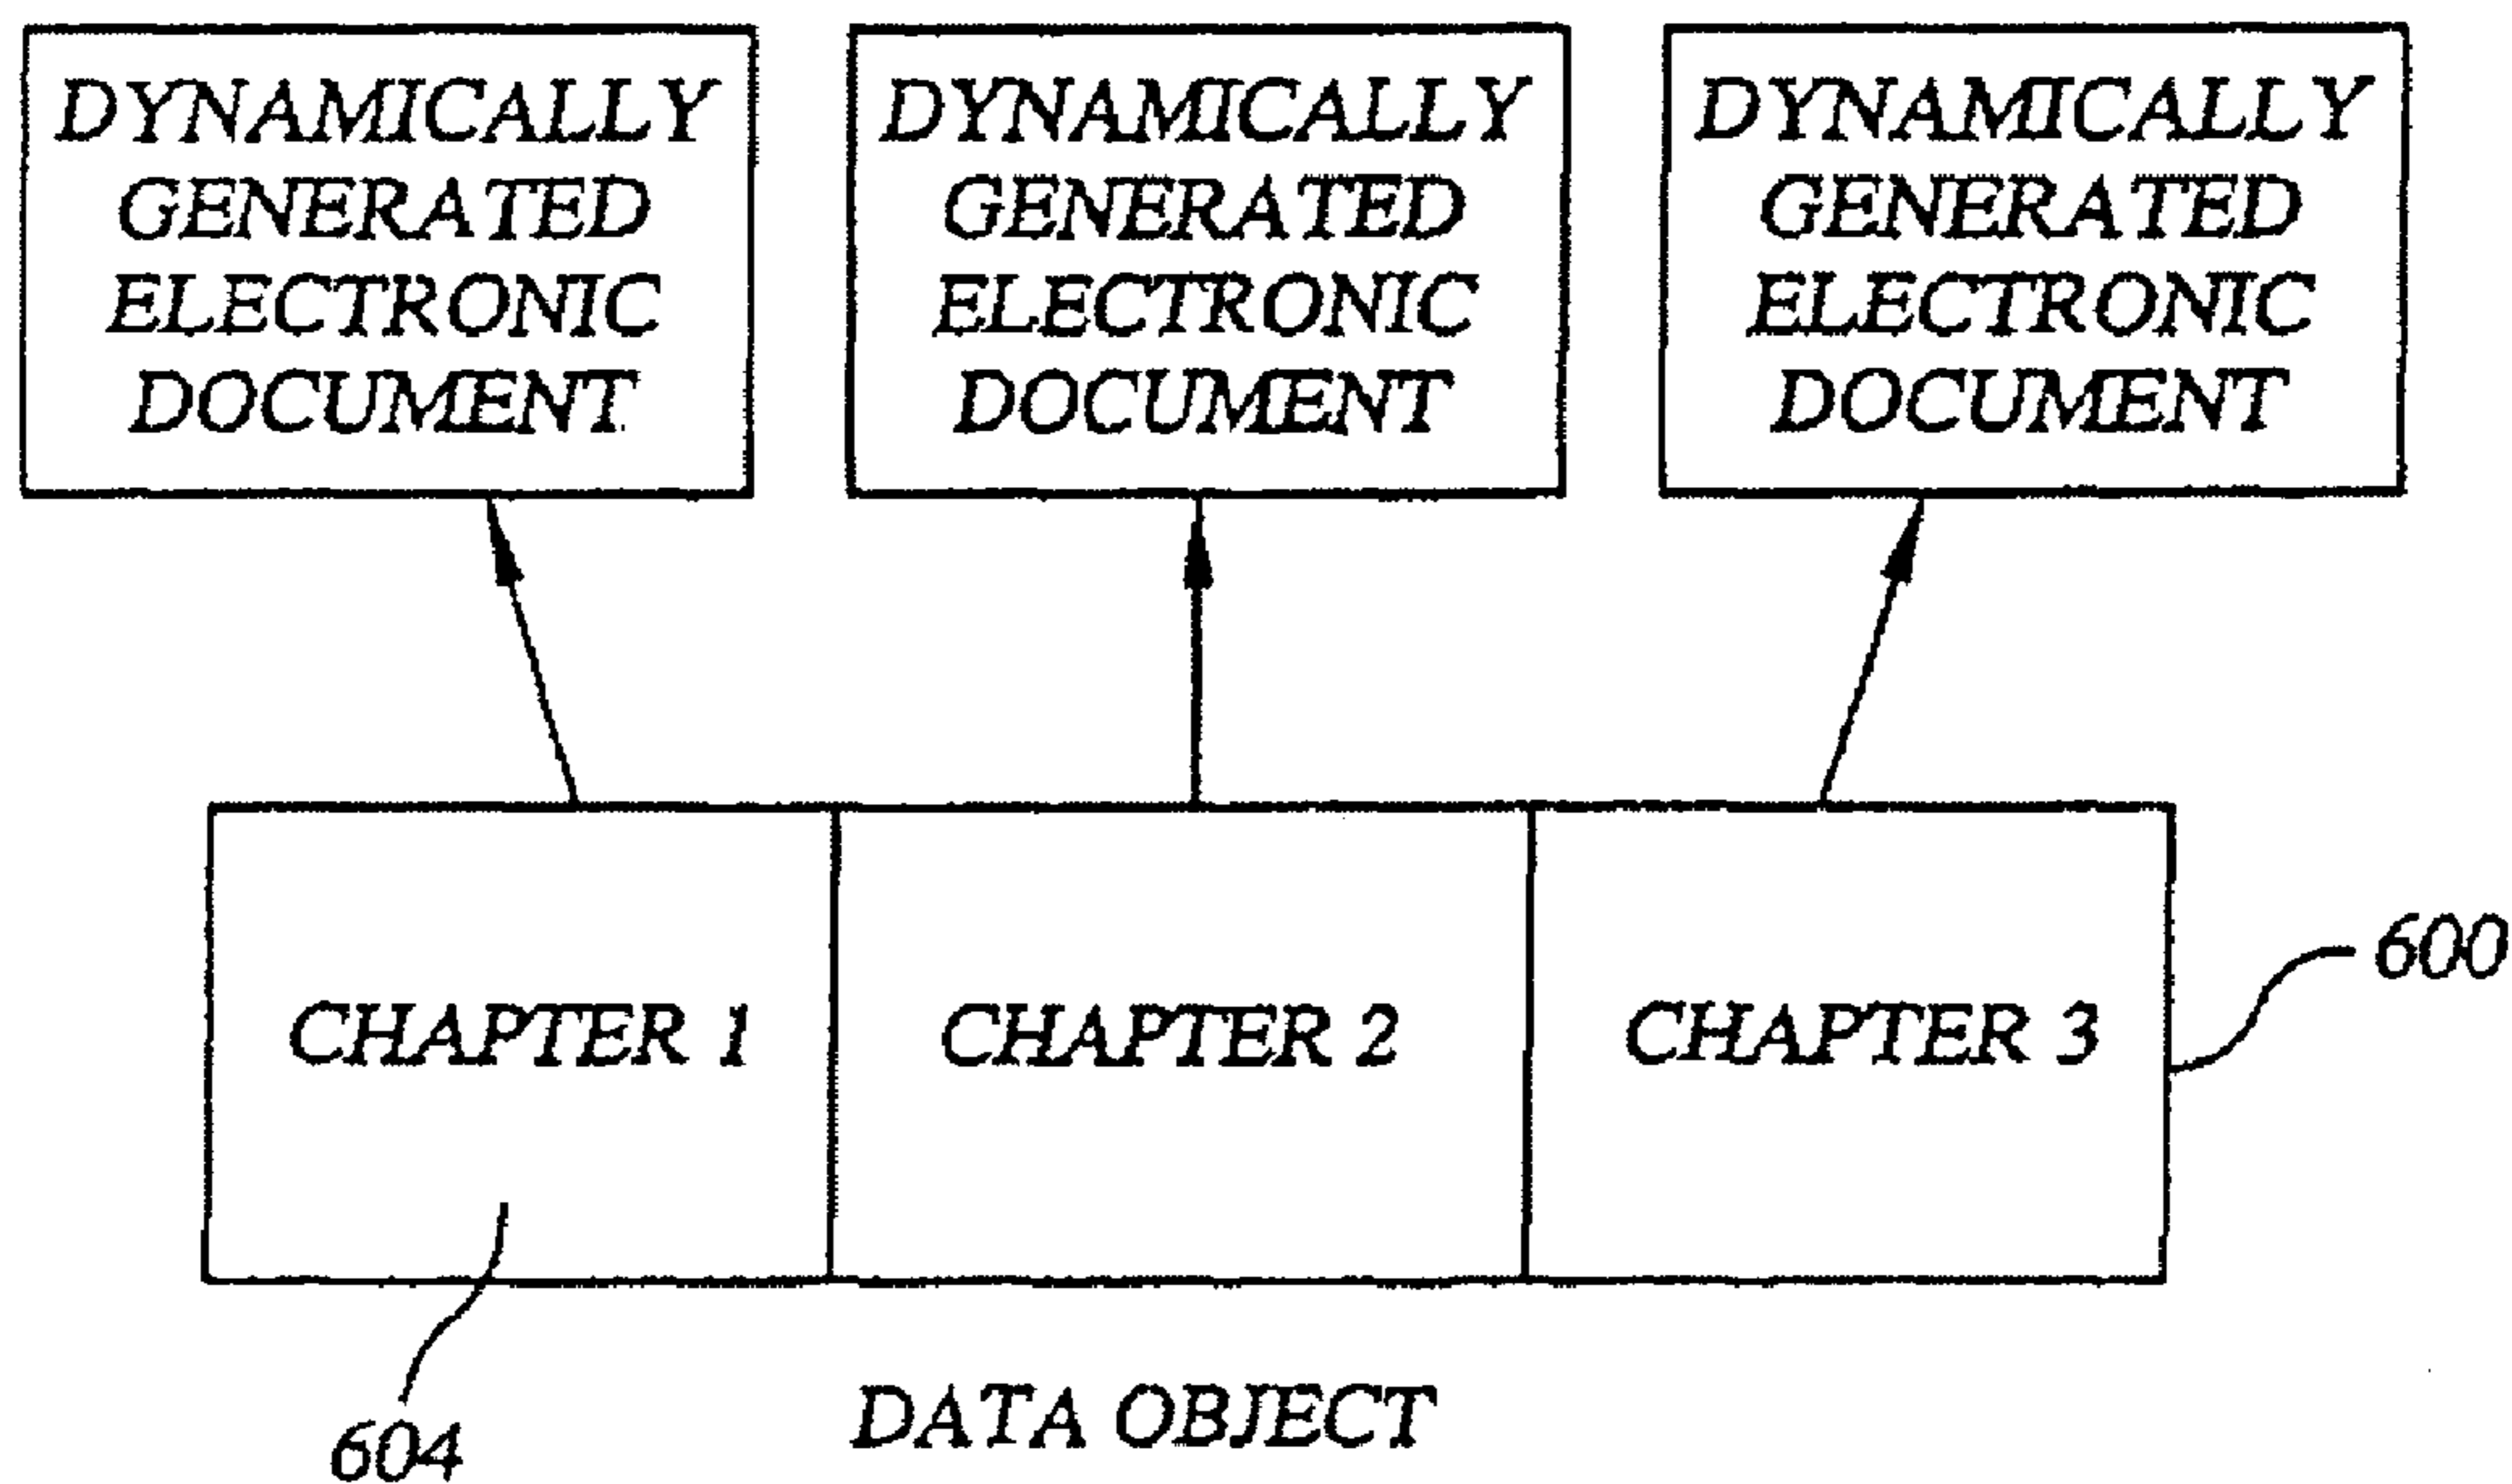 DYNAMICALLY
GENERATED
ELECTRONIC
DOCUMENT
DYNAMICALLY
GENERATED
ELECTRONIC
DOCUMENT
DYNAMICALLY
GENERATED
ELECTRONIC
DOCUMENT
CHAPTER 1
CHAPTER 2
CHAPTER 3
600
604
DATA OBJECT